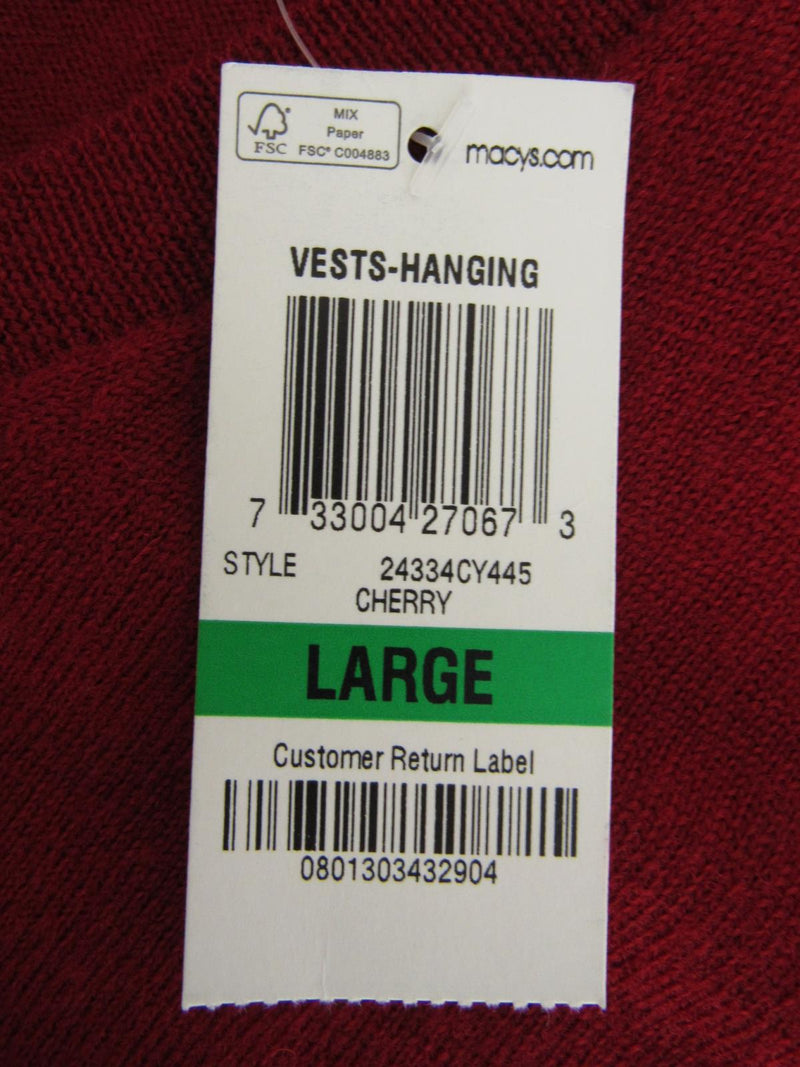 MIX
Paper
FSC® C004883
FSC
macys.com
VESTS-HANGING
7 33004 27067 3
STYLE 24334CY445
CHERRY
LARGE
Customer Return Label
0801303432904